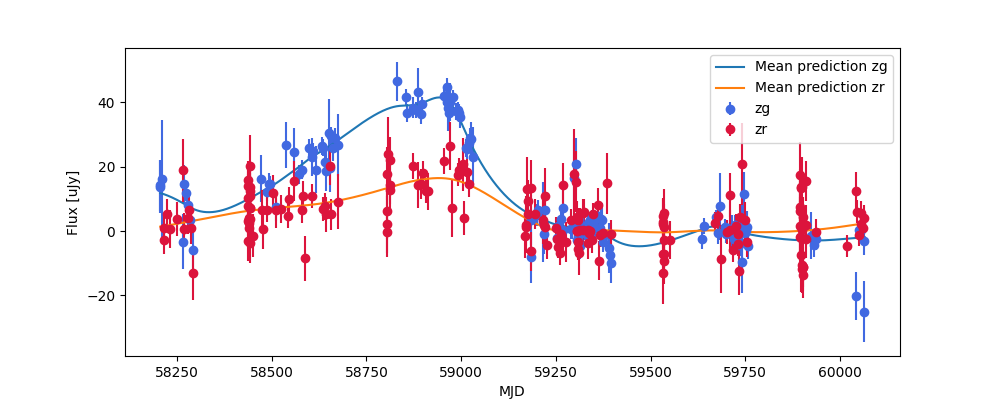 Mean prediction zg
Mean prediction zr
zg
zr
Flux [uJy]
40
20
0
−20
58250 58500 58750 59000 59250 59500 59750 60000
MJD